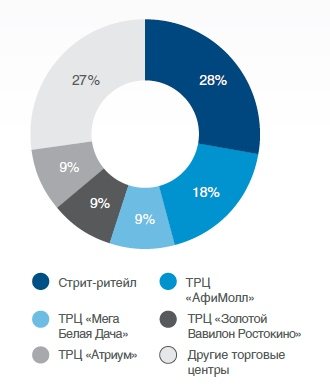 28%
18%
9%
9%
9%
27%
Стрит-ритейл
ТРЦ
«АфиМолл»
ТРЦ «Мега
Белая Дача»
ТРЦ «Золотой
Вавилон Ростокино»
ТРЦ «Атриум»
Другие торговые
центры